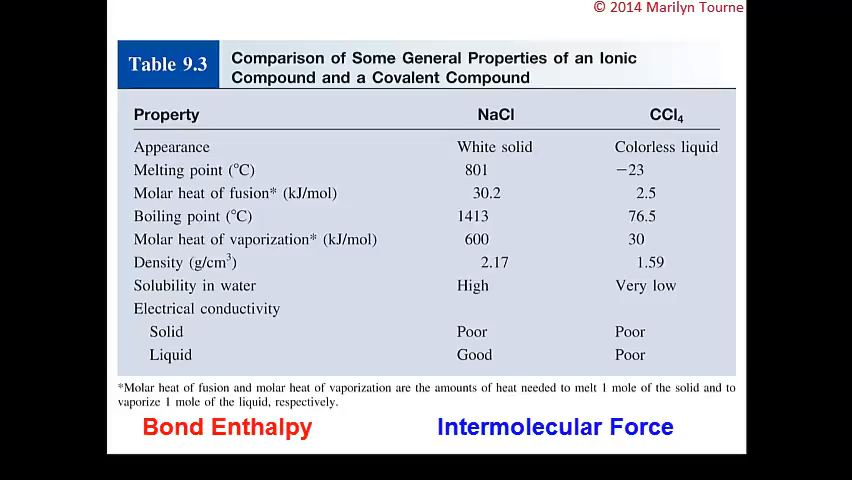 © 2014 Marilyn Tourne
Table 9.3
Comparison of Some General Properties of an Ionic
Compound and a Covalent Compound
Property NaCl CCl₄
Appearance White solid Colorless liquid
Melting point (°C) 801 −23
Molar heat of fusion* (kJ/mol) 30.2 2.5
Boiling point (°C) 1413 76.5
Molar heat of vaporization* (kJ/mol) 600 30
Density (g/cm³) 2.17 1.59
Solubility in water High Very low
Electrical conductivity
Solid Poor Poor
Liquid Good Poor
*Molar heat of fusion and molar heat of vaporization are the amounts of heat needed to melt 1 mole of the solid and to
vaporize 1 mole of the liquid, respectively.
Bond Enthalpy Intermolecular Force